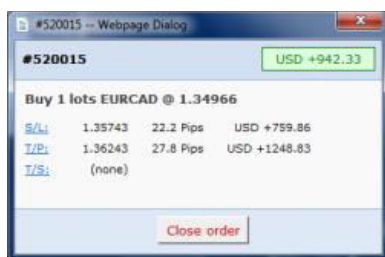 #520015 -- Webpage Dialog
#520015 USD +942.33
Buy 1 lots EURCAD @ 1.34966
S/L: 1.35743 22.2 Pips USD +759.86
T/P: 1.36243 27.8 Pips USD +1248.83
T/S: (none)
Close order